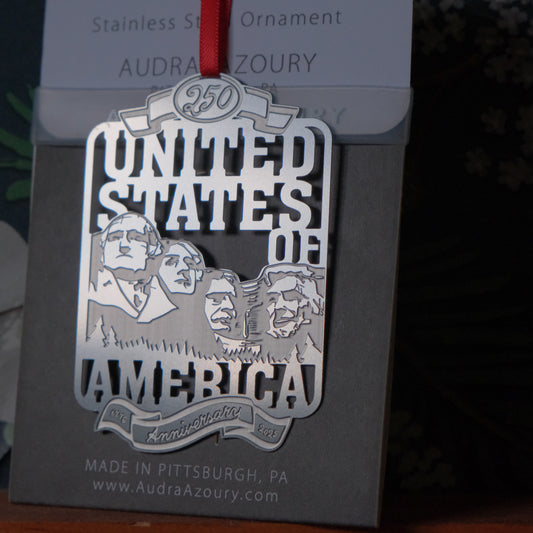 Stainless Steel Ornament
AUDRA AZOURY
250
UNITED
STATES
OF
AMERICA
1776 Anniversary
MADE IN PITTSBURGH, PA
www.AudraAzoury.com